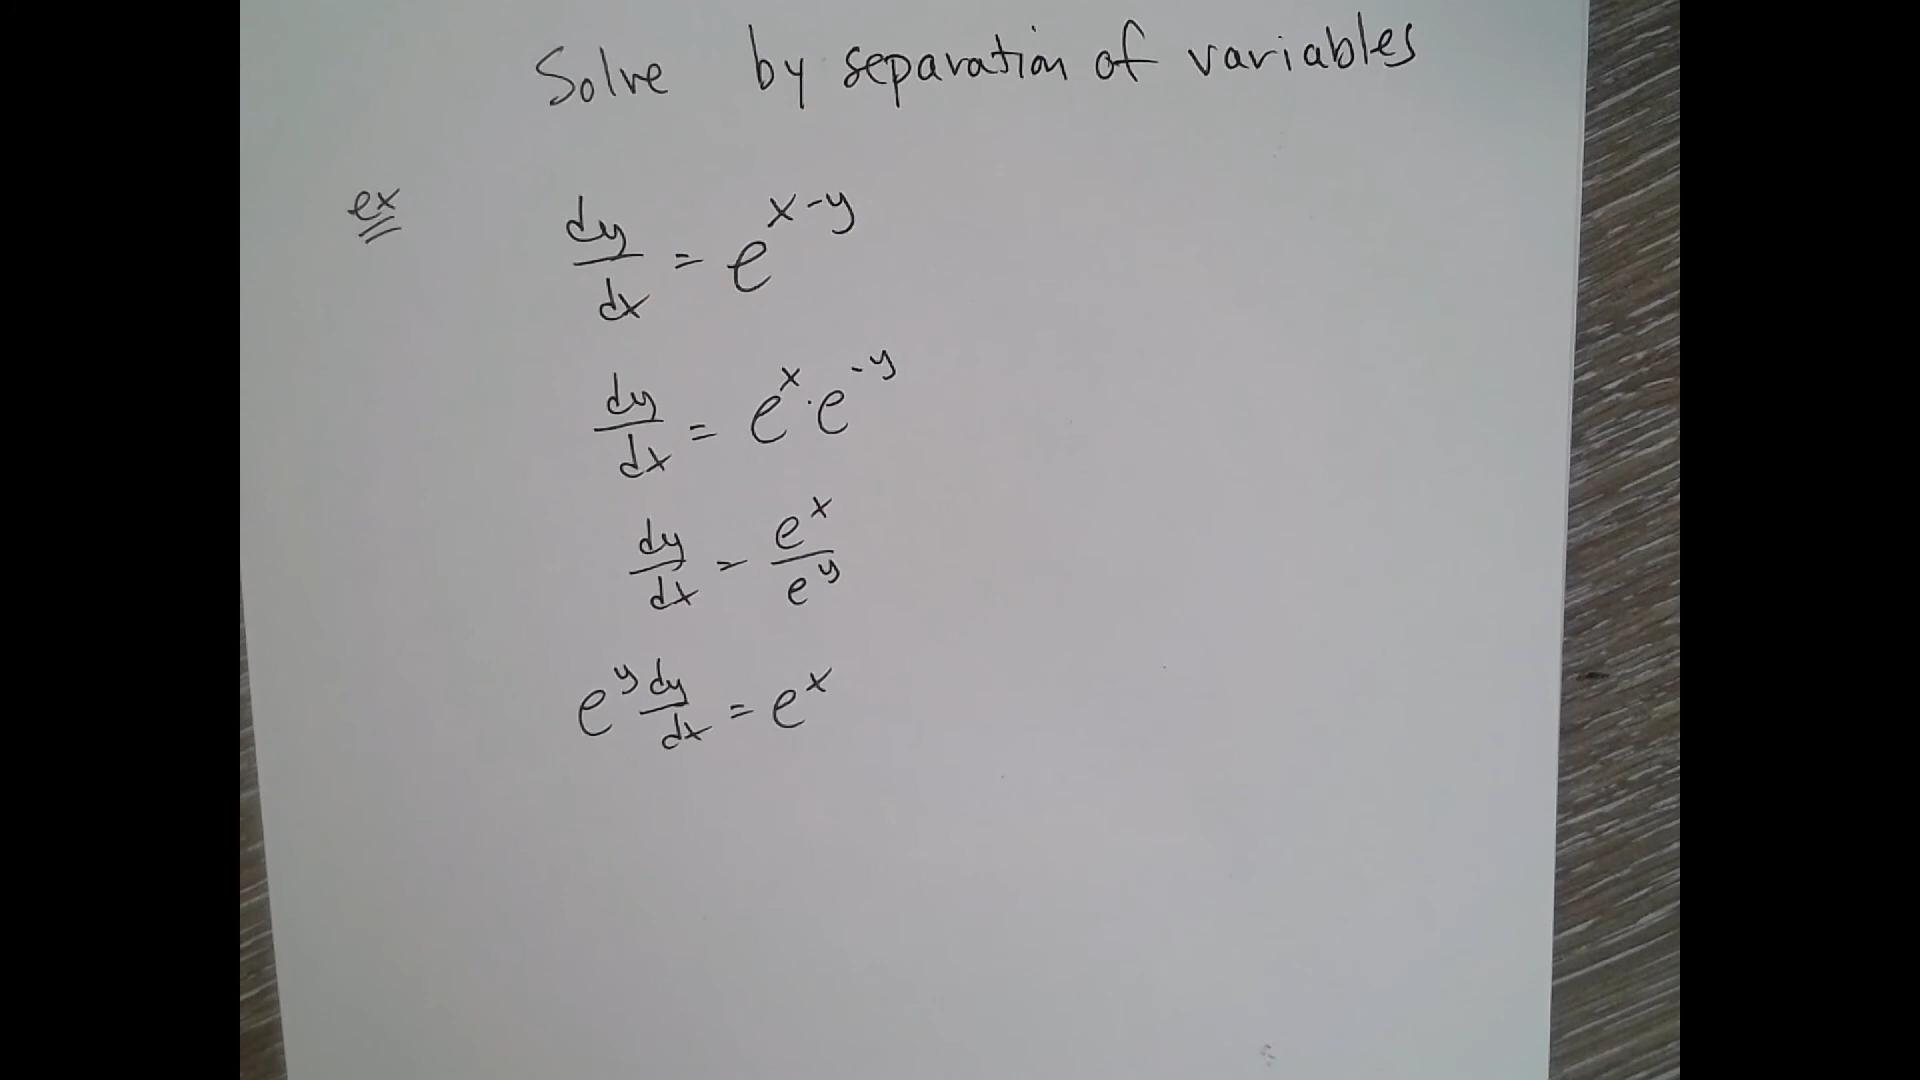 Solve by separation of variables
ex dy/dx = e^(x-y)
dy/dx = e^x · e^(-y)
dy/dx = e^x/e^y
e^y dy/dx = e^x